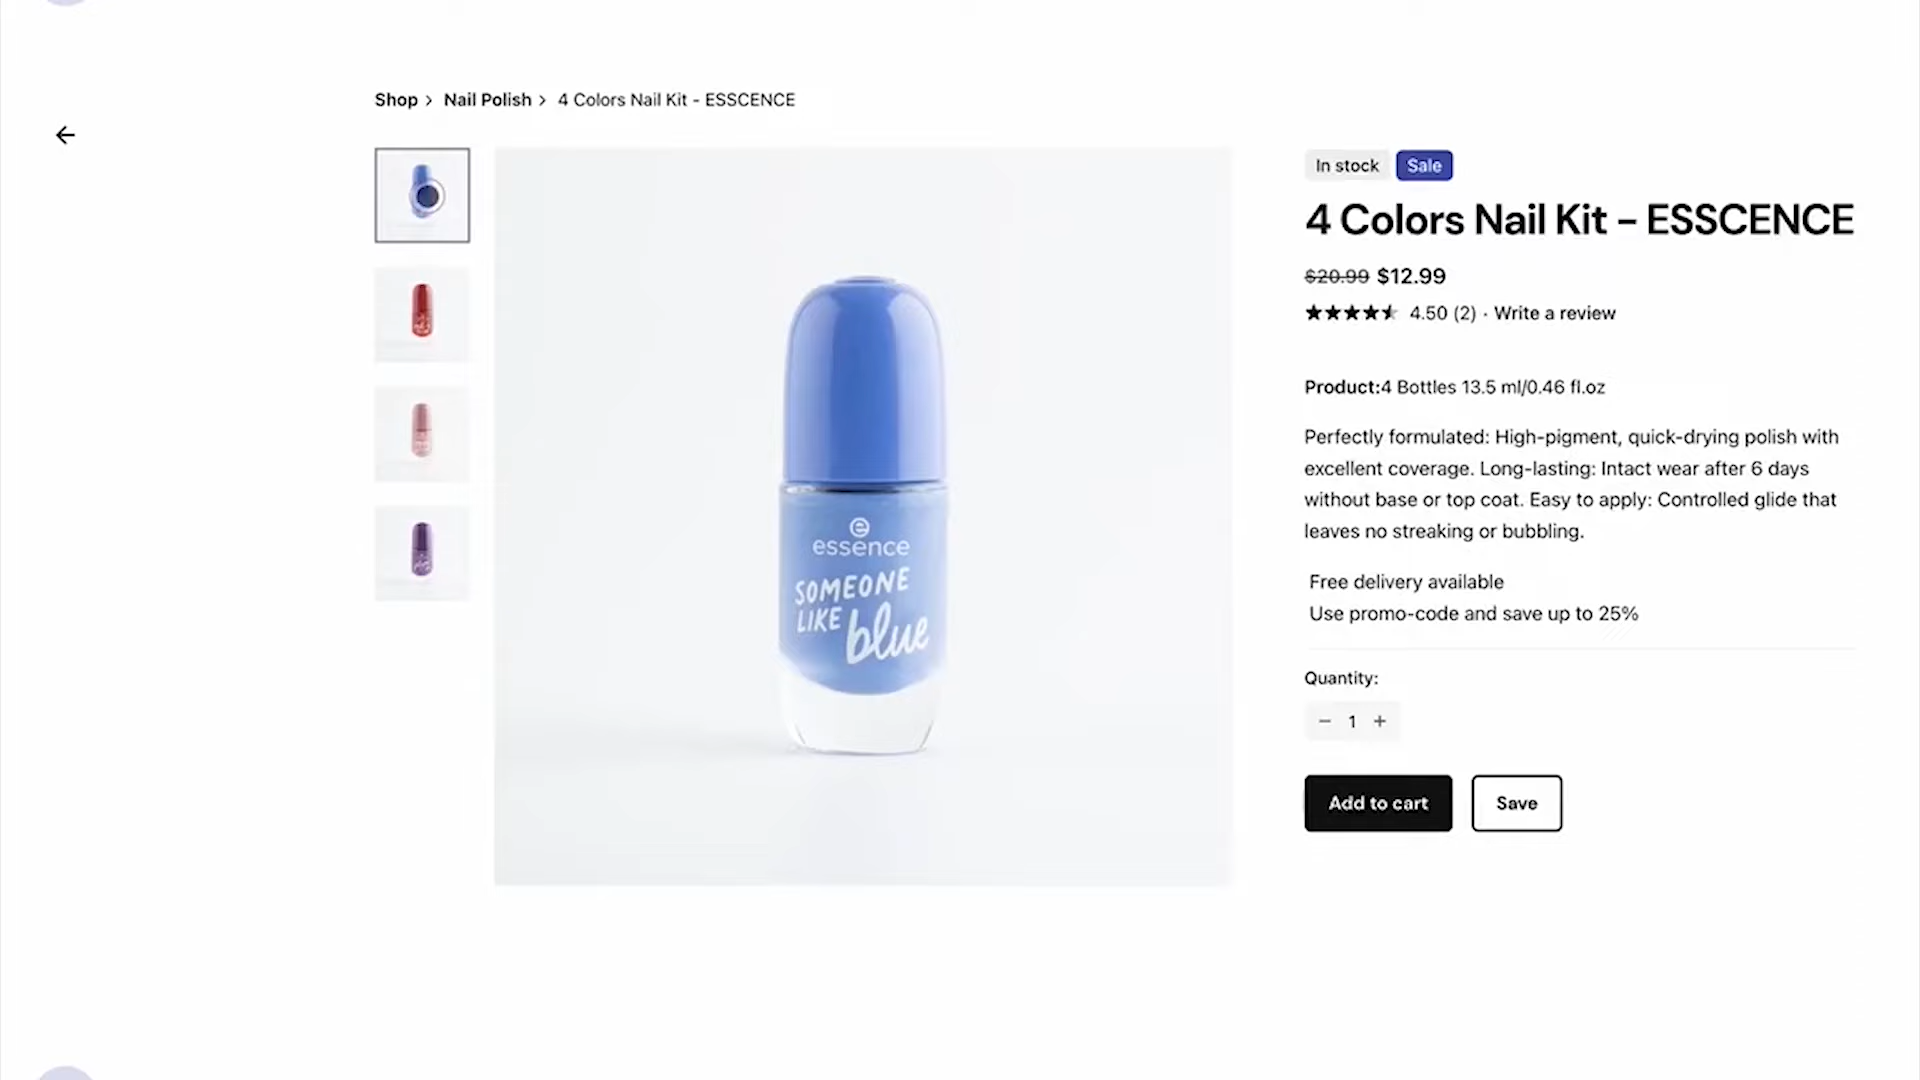 Shop > Nail Polish > 4 Colors Nail Kit - ESSCENCE
In stock Sale
4 Colors Nail Kit – ESSCENCE
$20.99 $12.99
4.50 (2) · Write a review
Product:4 Bottles 13.5 ml/0.46 fl.oz
Perfectly formulated: High-pigment, quick-drying polish with
excellent coverage. Long-lasting: Intact wear after 6 days
without base or top coat. Easy to apply: Controlled glide that
leaves no streaking or bubbling.
Free delivery available
Use promo-code and save up to 25%
Quantity:
− 1 +
Add to cart Save
e
essence
SOMEONE
LIKE blue